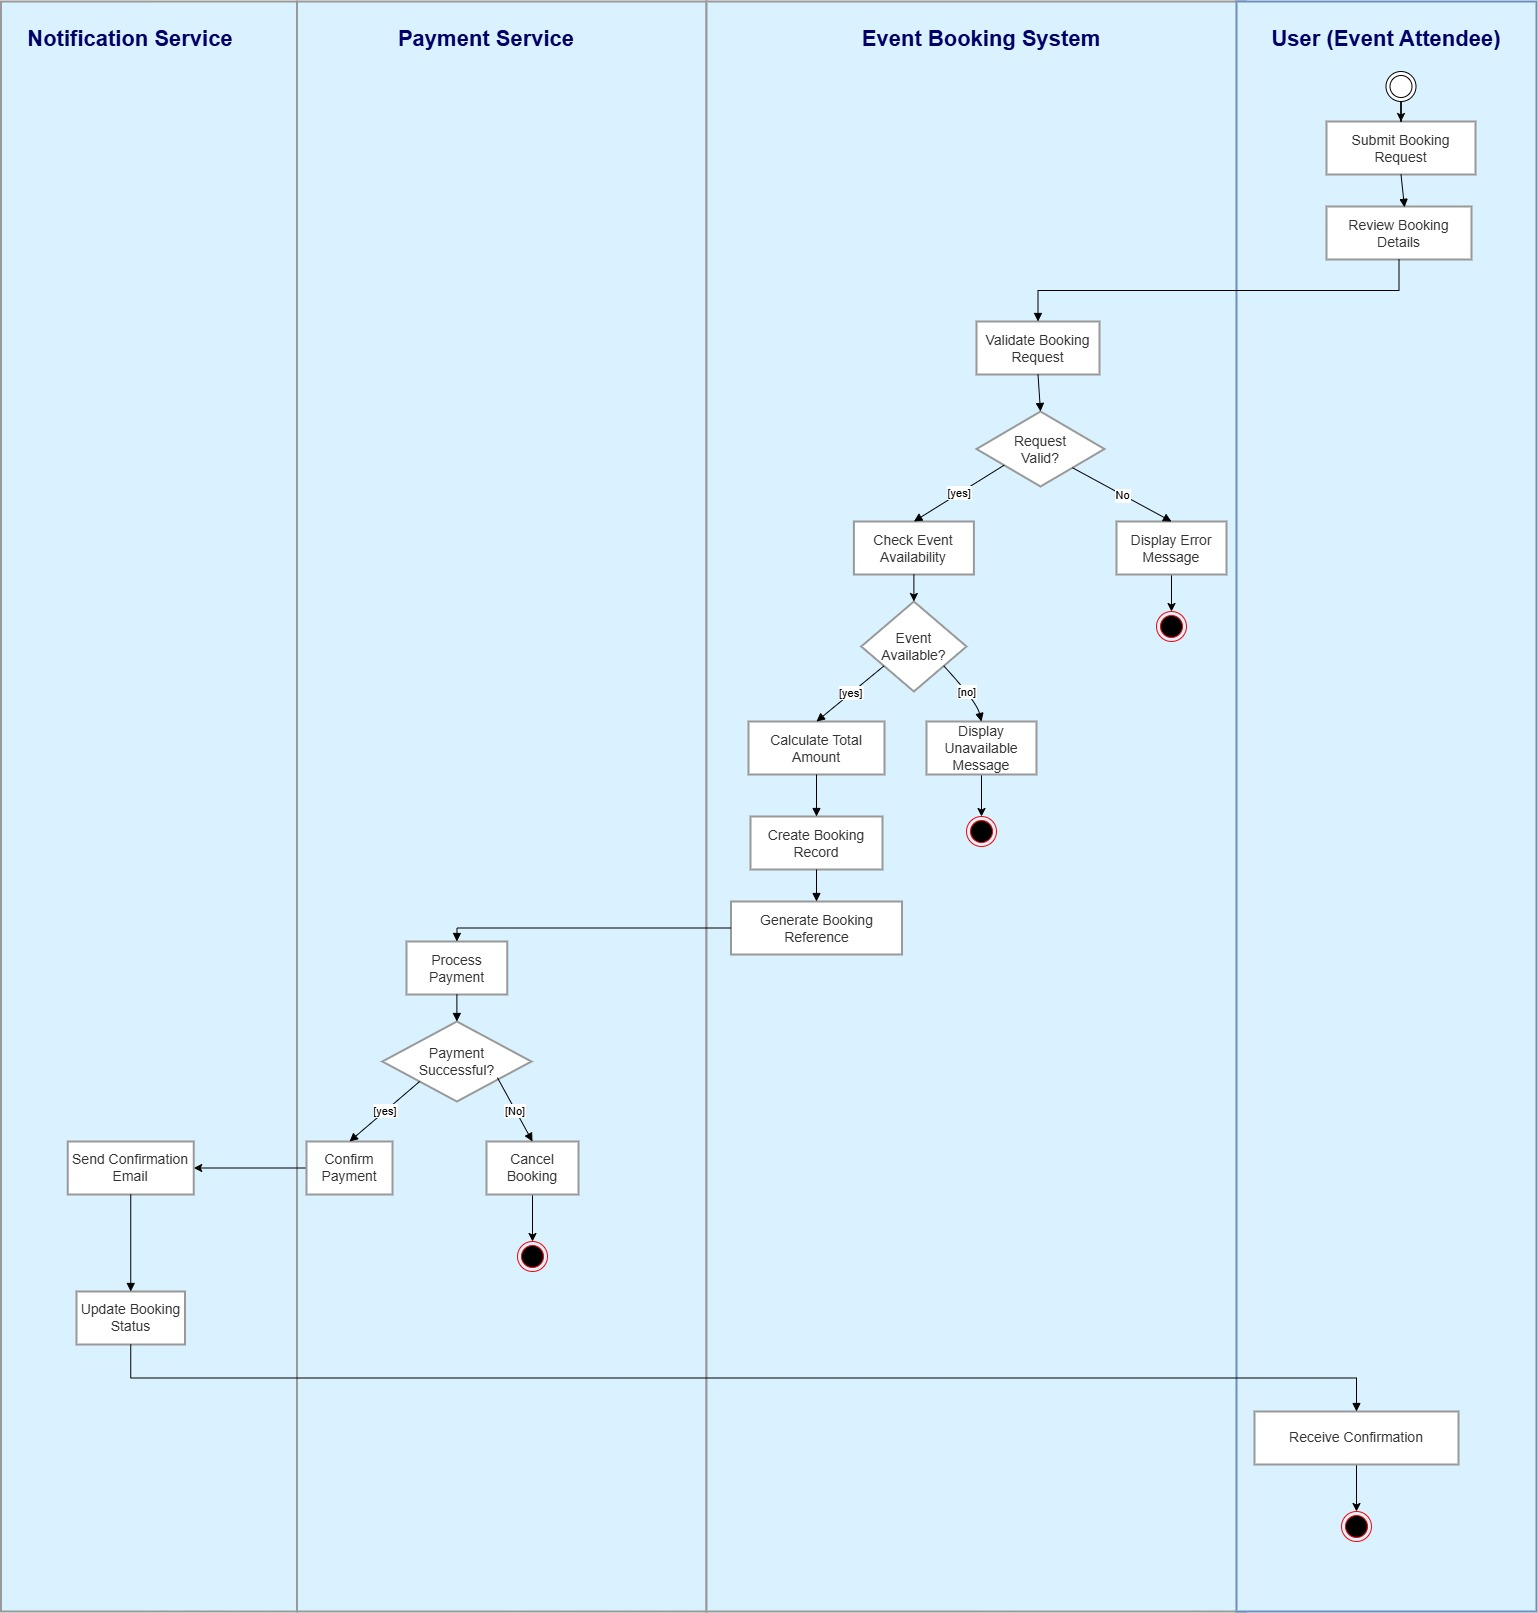 Notification Service
Payment Service
Event Booking System
User (Event Attendee)
Submit Booking
Request
Review Booking
Details
Validate Booking
Request
Request
Valid?
[yes]
No
Check Event
Availability
Display Error
Message
Event
Available?
[yes]
[no]
Calculate Total
Amount
Display
Unavailable
Message
Create Booking
Record
Generate Booking
Reference
Process
Payment
Payment
Successful?
[yes]
[No]
Send Confirmation
Email
Confirm
Payment
Cancel
Booking
Update Booking
Status
Receive Confirmation